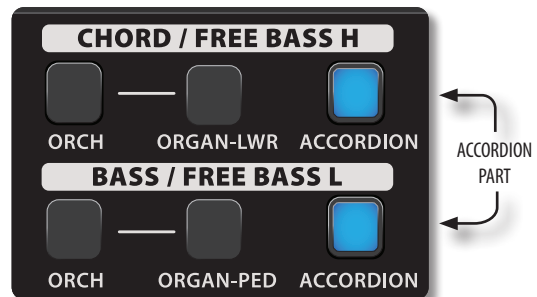 CHORD / FREE BASS H
ORCH ORGAN-LWR ACCORDION
BASS / FREE BASS L
ORCH ORGAN-PED ACCORDION
ACCORDION
PART